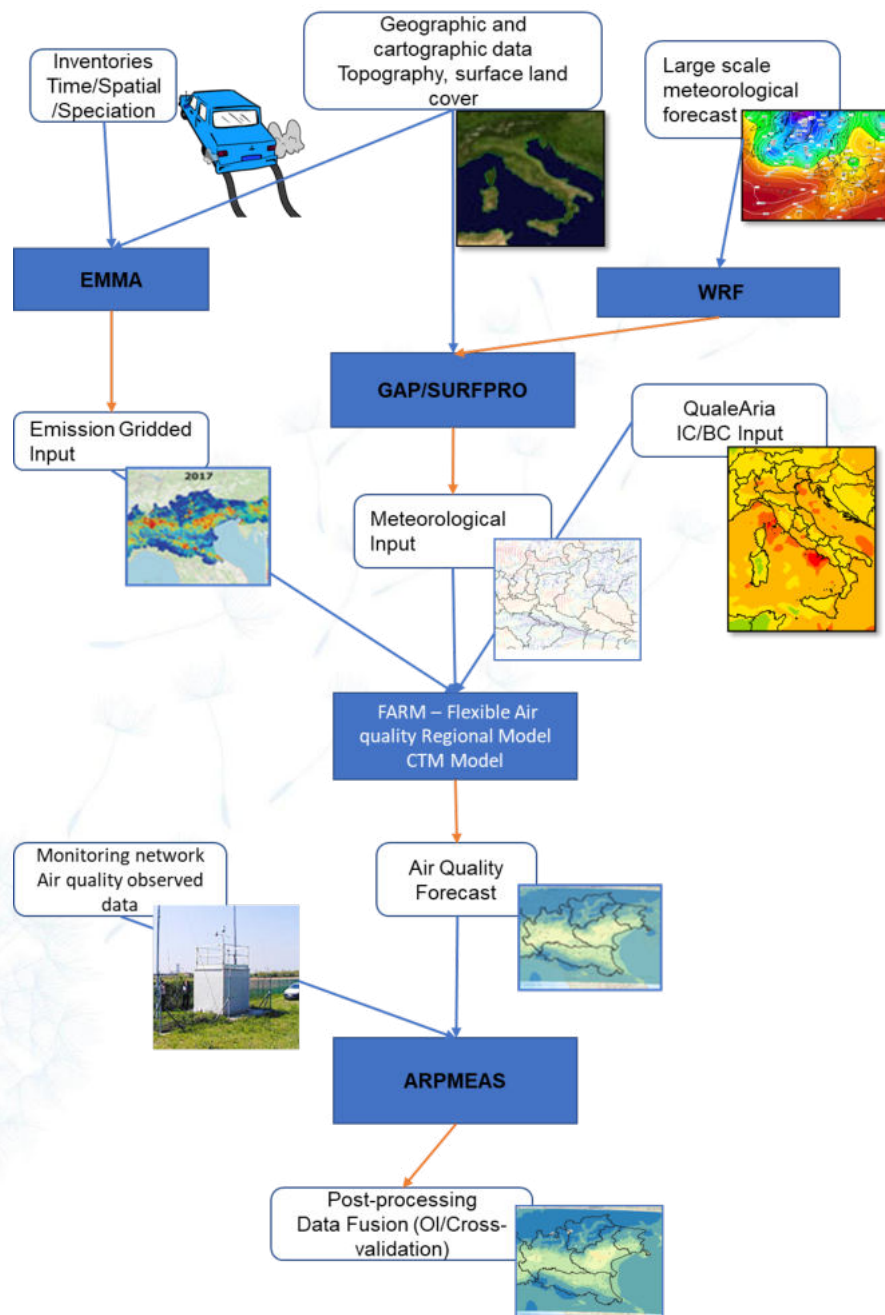 Geographic and
cartographic data
Topography, surface land
cover
Inventories
Time/Spatial
/Speciation
Large scale
meteorological
forecast
EMMA
WRF
GAP/SURFPRO
QualeAria
IC/BC Input
Emission Gridded
Input
2017
Meteorological
Input
FARM – Flexible Air
quality Regional Model
CTM Model
Monitoring network
Air quality observed
data
Air Quality
Forecast
ARPMEAS
Post-processing
Data Fusion (OI/Cross-
validation)